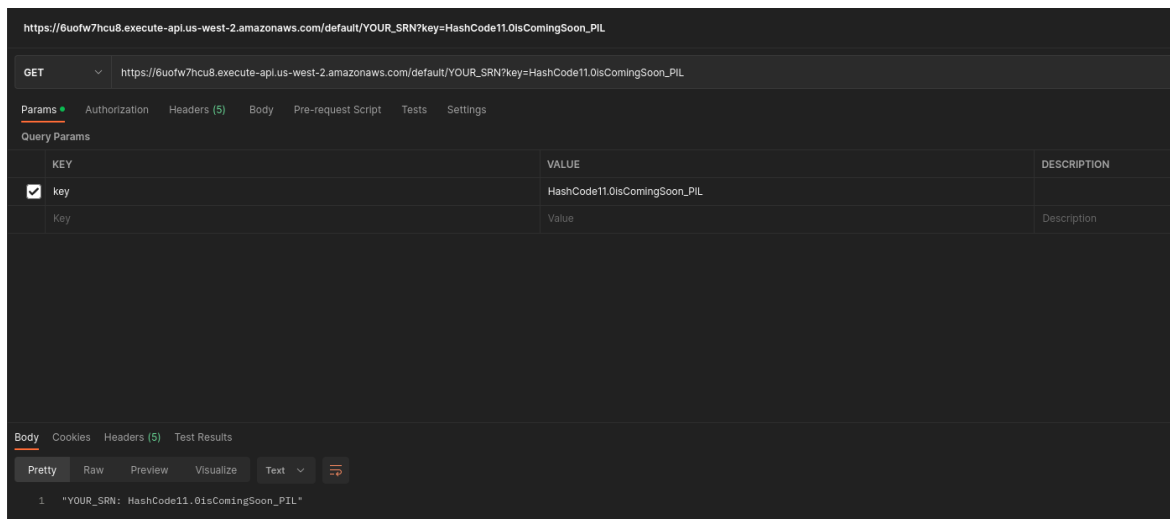 https://6uofw7hcu8.execute-api.us-west-2.amazonaws.com/default/YOUR_SRN?key=HashCode11.0isComingSoon_PIL
GET https://6uofw7hcu8.execute-api.us-west-2.amazonaws.com/default/YOUR_SRN?key=HashCode11.0isComingSoon_PIL
Params Authorization Headers (5) Body Pre-request Script Tests Settings
Query Params
KEY VALUE DESCRIPTION
key HashCode11.0isComingSoon_PIL
Key Value Description
Body Cookies Headers (5) Test Results
Pretty Raw Preview Visualize Text
1 "YOUR_SRN: HashCode11.0isComingSoon_PIL"